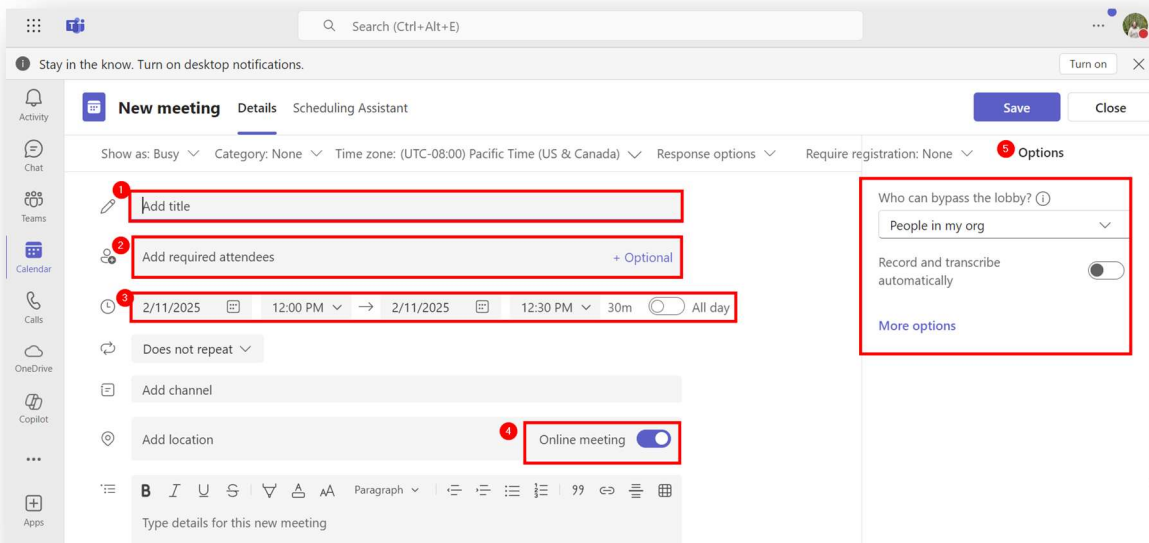 Search (Ctrl+Alt+E)
Stay in the know. Turn on desktop notifications.
Turn on
Activity
Chat
Teams
Calendar
Calls
OneDrive
Copilot
Apps
New meeting
Details
Scheduling Assistant
Save
Close
Show as: Busy
Category: None
Time zone: (UTC-08:00) Pacific Time (US & Canada)
Response options
Require registration: None
5
Options
1
Add title
2
Add required attendees
+ Optional
3
2/11/2025
12:00 PM
→
2/11/2025
12:30 PM
30m
All day
Does not repeat
Add channel
Add location
4
Online meeting
B I U S
AA
Paragraph
99
Type details for this new meeting
Who can bypass the lobby?
People in my org
Record and transcribe
automatically
More options